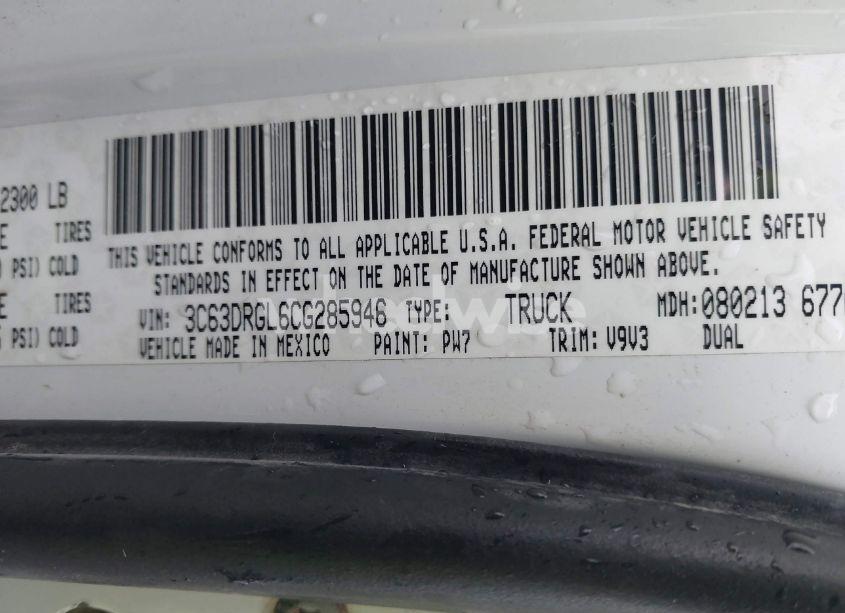 2300 LB
TIRES
PSI) COLD
TIRES
PSI) COLD
THIS VEHICLE CONFORMS TO ALL APPLICABLE U.S.A. FEDERAL MOTOR VEHICLE SAFETY
STANDARDS IN EFFECT ON THE DATE OF MANUFACTURE SHOWN ABOVE.
VIN: 3C63DRGL6CG285946 TYPE: TRUCK MDH: 080213 677
VEHICLE MADE IN MEXICO PAINT: PW7 TRIM: V9V3 DUAL